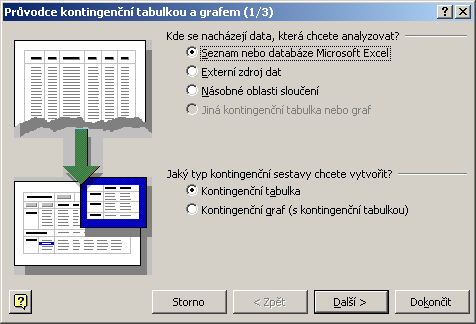 Průvodce kontingenční tabulkou a grafem (1/3)
Kde se nacházejí data, která chcete analyzovat?
Seznam nebo databáze Microsoft Excel
Externí zdroj dat
Násobné oblasti sloučení
Jiná kontingenční tabulka nebo graf
Jaký typ kontingenční sestavy chcete vytvořit?
Kontingenční tabulka
Kontingenční graf (s kontingenční tabulkou)
Storno
< Zpět
Další >
Dokončit